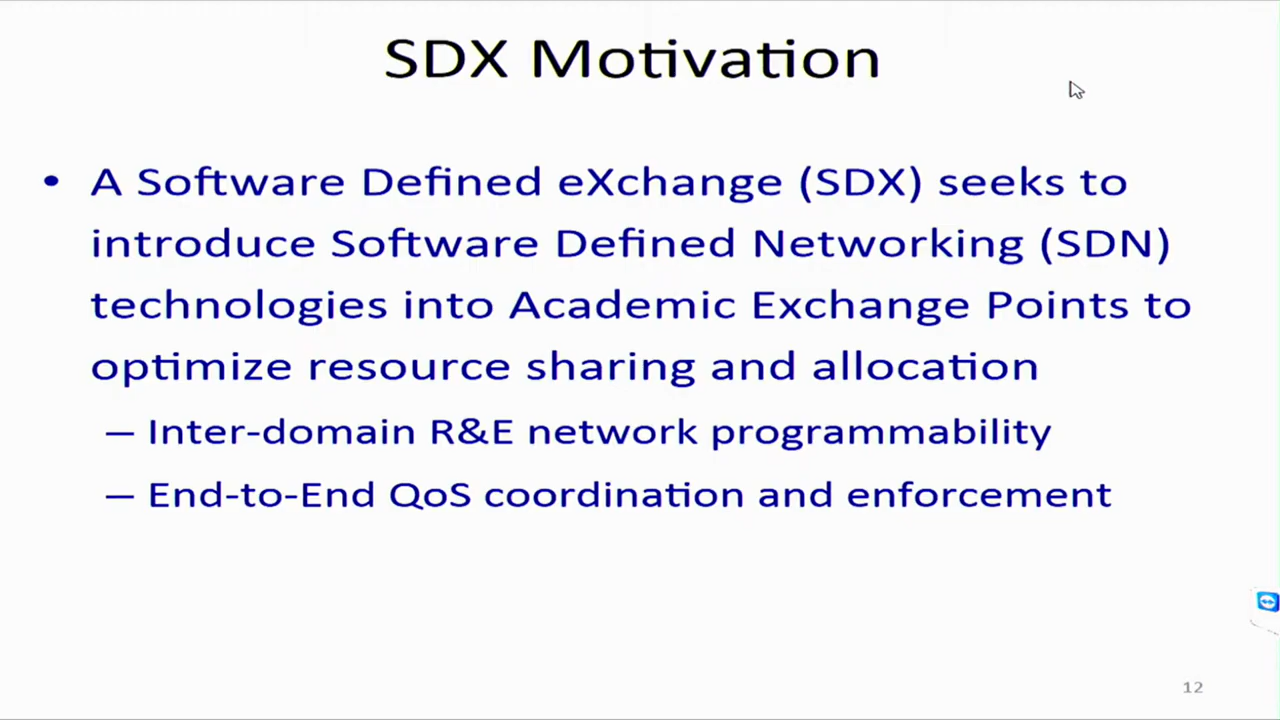 SDX Motivation
• A Software Defined eXchange (SDX) seeks to
introduce Software Defined Networking (SDN)
technologies into Academic Exchange Points to
optimize resource sharing and allocation
– Inter-domain R&E network programmability
– End-to-End QoS coordination and enforcement
12